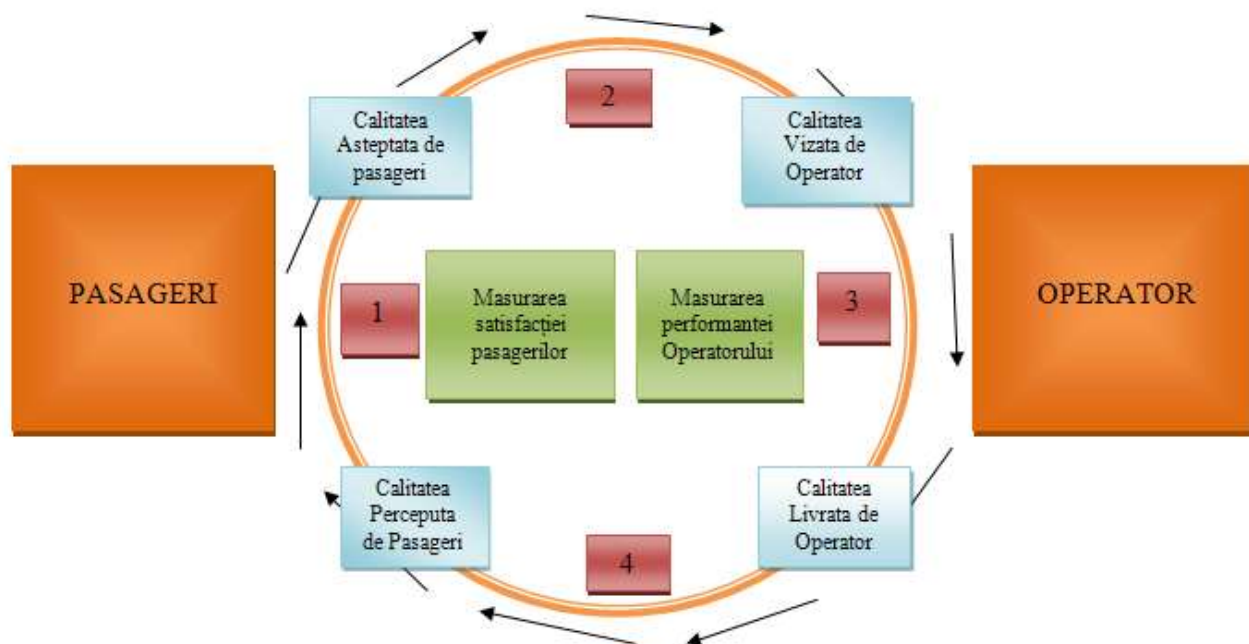 2
Calitatea
Asteptata de
pasageri
Calitatea
Vizata de
Operator
PASAGERI
1
Masurarea
satisfacției
pasagerilor
Masurarea
performantei
Operatorului
3
OPERATOR
Calitatea
Perceputa
de Pasageri
Calitatea
Livrata de
Operator
4